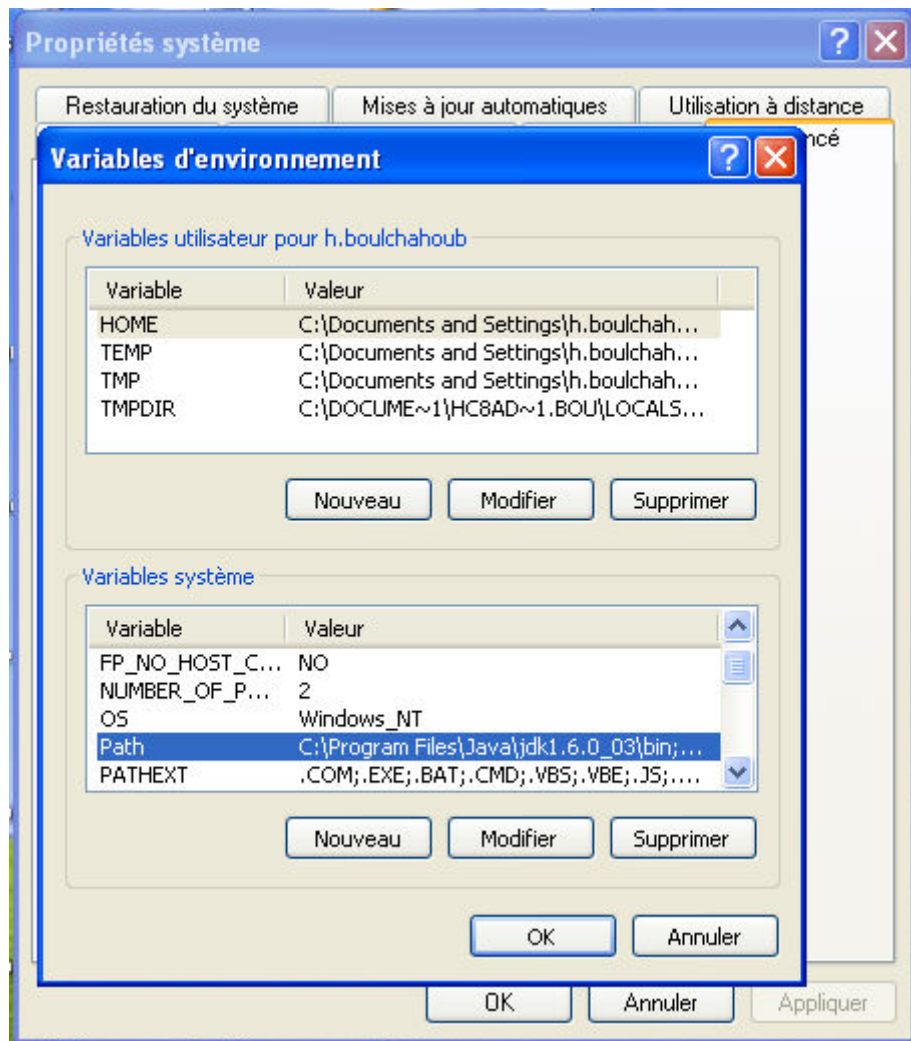 Propriétés système
Restauration du système Mises à jour automatiques Utilisation à distance
Variables d'environnement
Variables utilisateur pour h.boulchahoub
Variable Valeur
HOME C:\Documents and Settings\h.boulchah...
TEMP C:\Documents and Settings\h.boulchah...
TMP C:\Documents and Settings\h.boulchah...
TMPDIR C:\DOCUME~1\HC8AD~1.BOU\LOCALS...
Nouveau Modifier Supprimer
Variables système
Variable Valeur
FP_NO_HOST_C... NO
NUMBER_OF_P... 2
OS Windows_NT
Path C:\Program Files\Java\jdk1.6.0_03\bin;...
PATHEXT .COM;.EXE;.BAT;.CMD;.VBS;.VBE;.JS;....
Nouveau Modifier Supprimer
OK Annuler
OK Annuler Appliquer